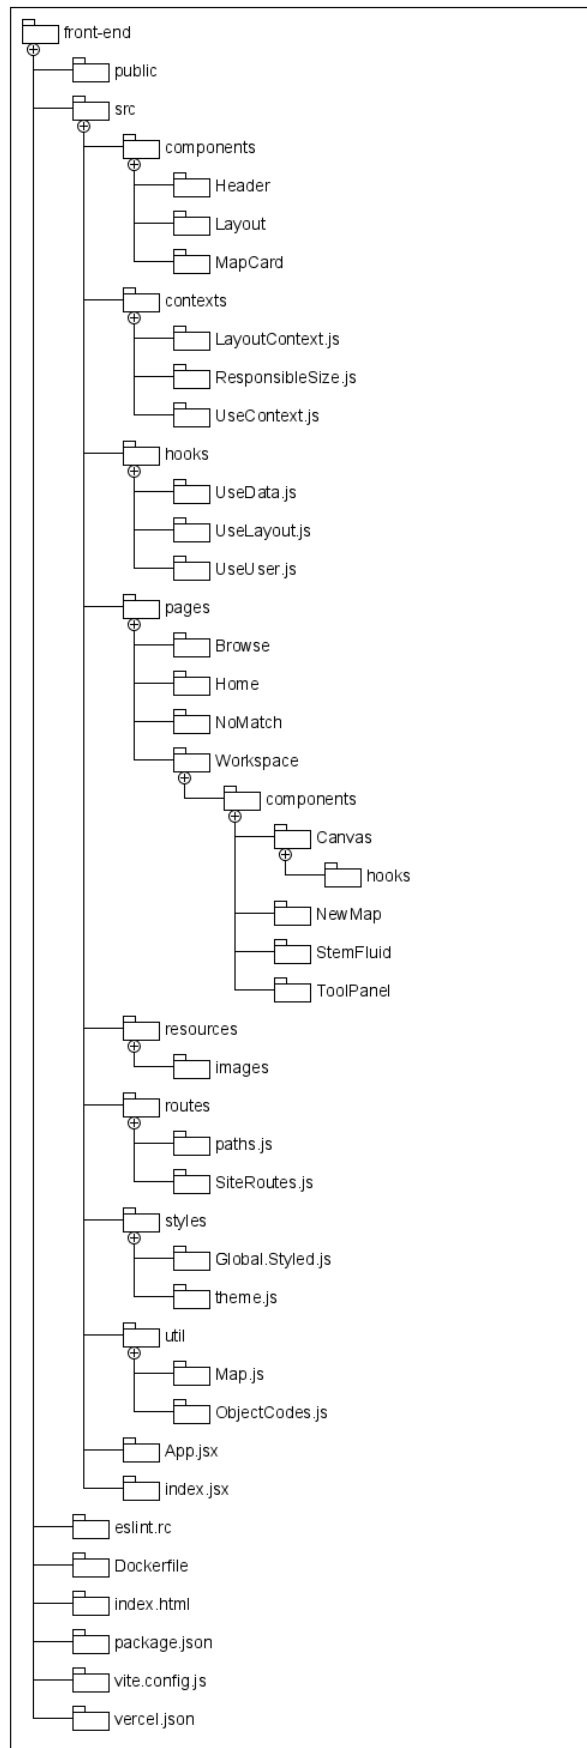 front-end
public
src
components
Header
Layout
MapCard
contexts
LayoutContext.js
ResponsibleSize.js
UseContext.js
hooks
UseData.js
UseLayout.js
UseUser.js
pages
Browse
Home
NoMatch
Workspace
components
Canvas
hooks
NewMap
StemFluid
ToolPanel
resources
images
routes
paths.js
SiteRoutes.js
styles
Global.Styled.js
theme.js
util
Map.js
ObjectCodes.js
App.jsx
index.jsx
eslint.rc
Dockerfile
index.html
package.json
vite.config.js
vercel.json